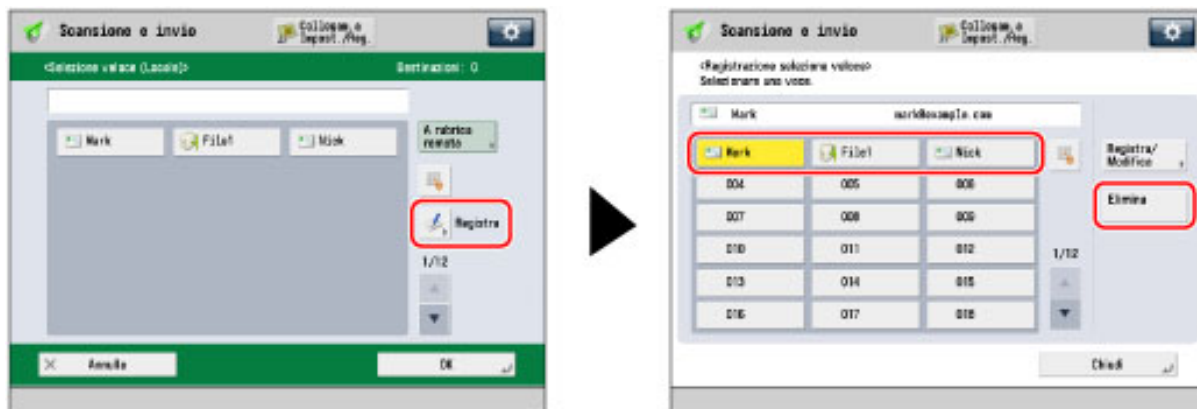 Scansione e invio
Collegam.a
Impost./Reg.
<Selezione veloce (Locale)>
Destinazioni: 0
Mark
File1
Nick
A rubrica
remota
Registra
1/12
Annulla
OK
Scansione e invio
Collegam.a
Impost./Reg.
<Registrazione selezione veloce>
Selezionare una voce.
Mark mark@example.com
Mark
File1
Nick
Registra/
Modifica
004 005 006
Elimina
007 008 009
010 011 012
1/12
013 014 015
016 017 018
Chiudi